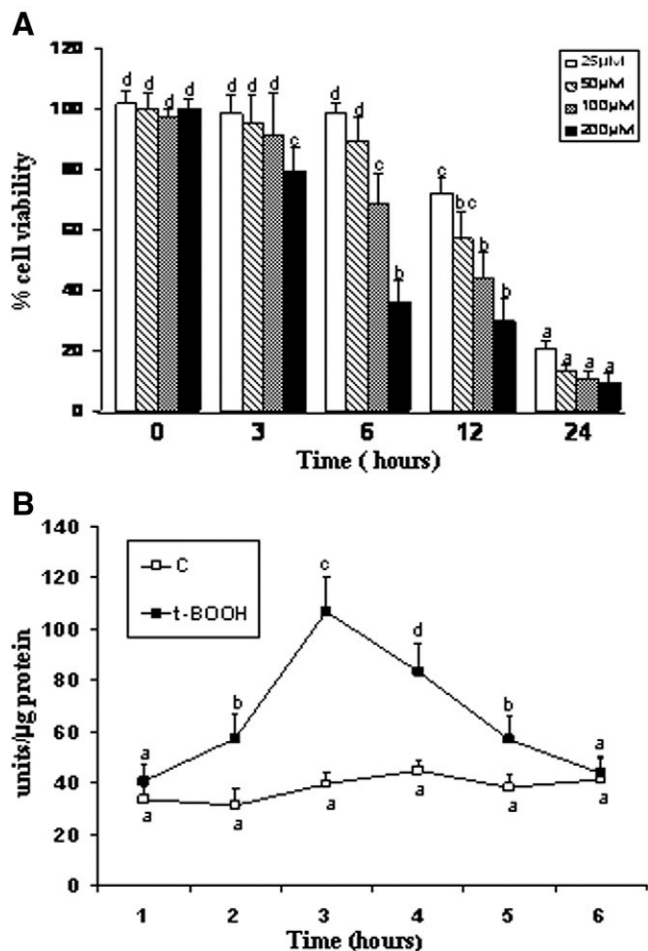 A
% cell viability
120
100
80
60
40
20
0
25µM
50µM
100µM
200µM
d d d d
d d d c
d d c b
c bc b b
a a a a
0 3 6 12 24
Time ( hours)
B
units/µg protein
140
120
100
80
60
40
20
0
C
t-BOOH
a b c d b a
a a a a a a
1 2 3 4 5 6
Time (hours)